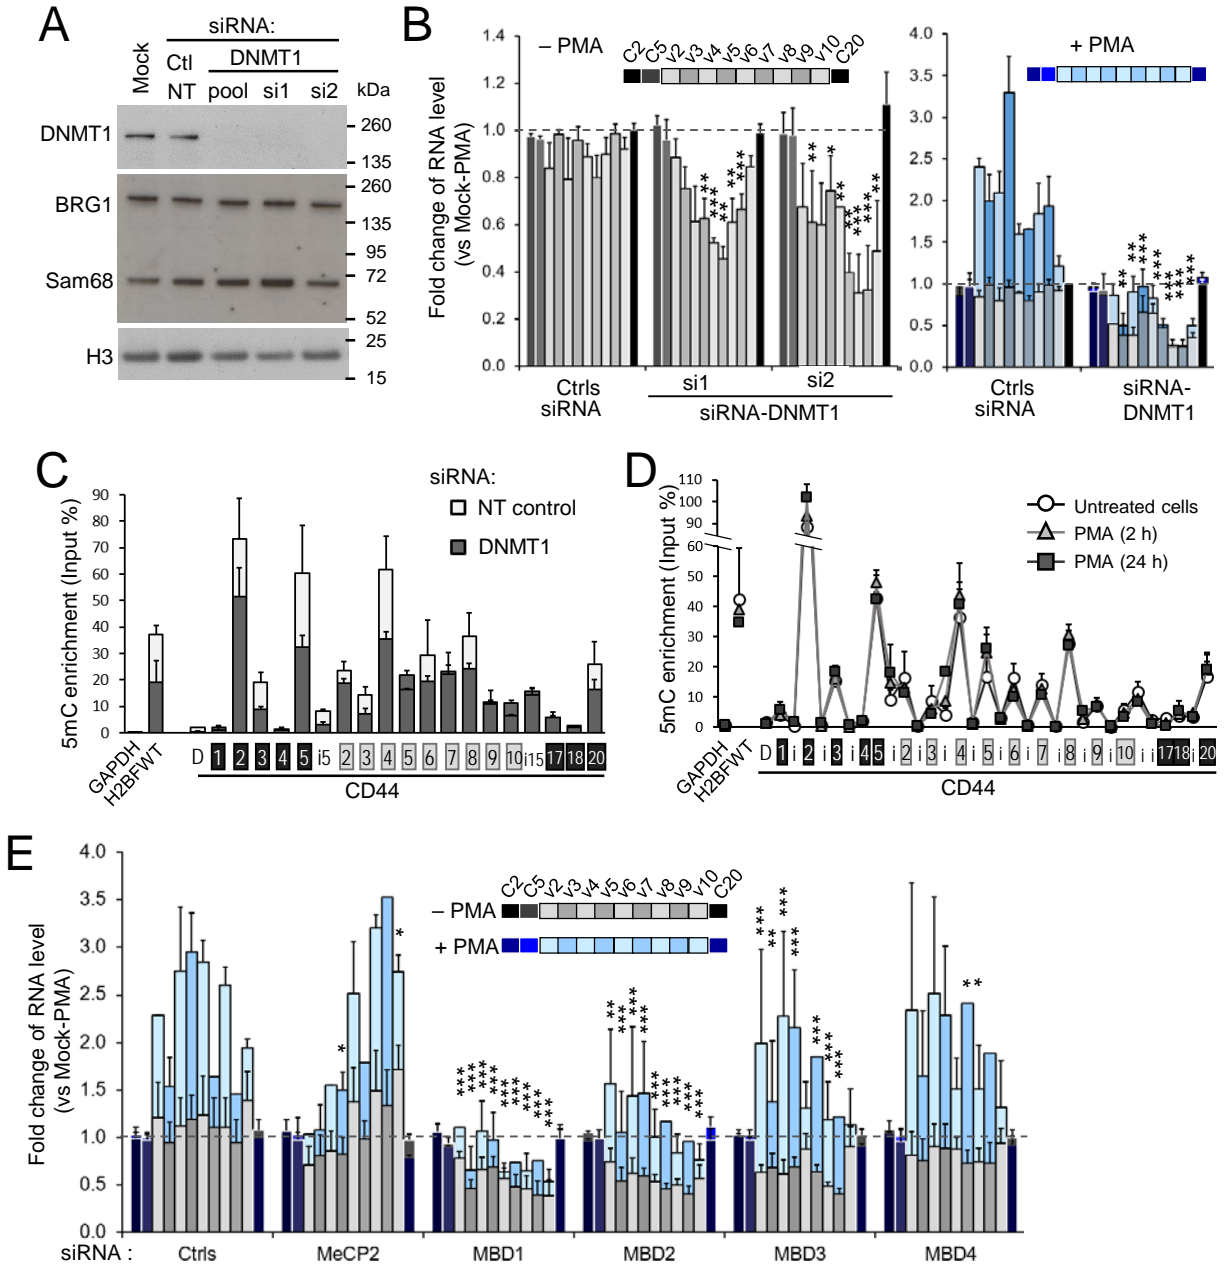 A
siRNA:
Mock
Ctl
NT
DNMT1
pool
si1
si2
kDa
DNMT1
260
135
BRG1
260
135
95
Sam68
72
52
H3
25
15
B
– PMA
C2
C5
v2
v3
v4
v5
v6
v7
v8
v9
v10
C20
Fold change of RNA level
(vs Mock-PMA)
1.4
1.2
1.0
0.8
0.6
0.4
0.2
0.0
Ctrls
siRNA
si1
si2
siRNA-DNMT1
+ PMA
4.0
3.5
3.0
2.5
2.0
1.5
1.0
0.5
0.0
Ctrls
siRNA
siRNA-
DNMT1
C
siRNA:
NT control
DNMT1
5mC enrichment (Input %)
90
80
70
60
50
40
30
20
10
0
GAPDH
H2BFWT
D 1 2 3 4 5 i5 2 3 4 5 6 7 8 9 10 i15 17 18 20
CD44
D
Untreated cells
PMA (2 h)
PMA (24 h)
5mC enrichment (Input %)
110
100
90
60
50
40
30
20
10
0
GAPDH
H2BFWT
D 1 i 2 i 3 i 4 5 i 2 i 3 i 4 i 5 i 6 i 7 i 8 i 9 i 10 i i 17 18 i 20
CD44
E
Fold change of RNA level
(vs Mock-PMA)
4.0
3.5
3.0
2.5
2.0
1.5
1.0
0.5
0.0
C2
C5
v2
v3
v4
v5
v6
v7
v8
v9
v10
C20
– PMA
+ PMA
siRNA :
Ctrls
MeCP2
MBD1
MBD2
MBD3
MBD4